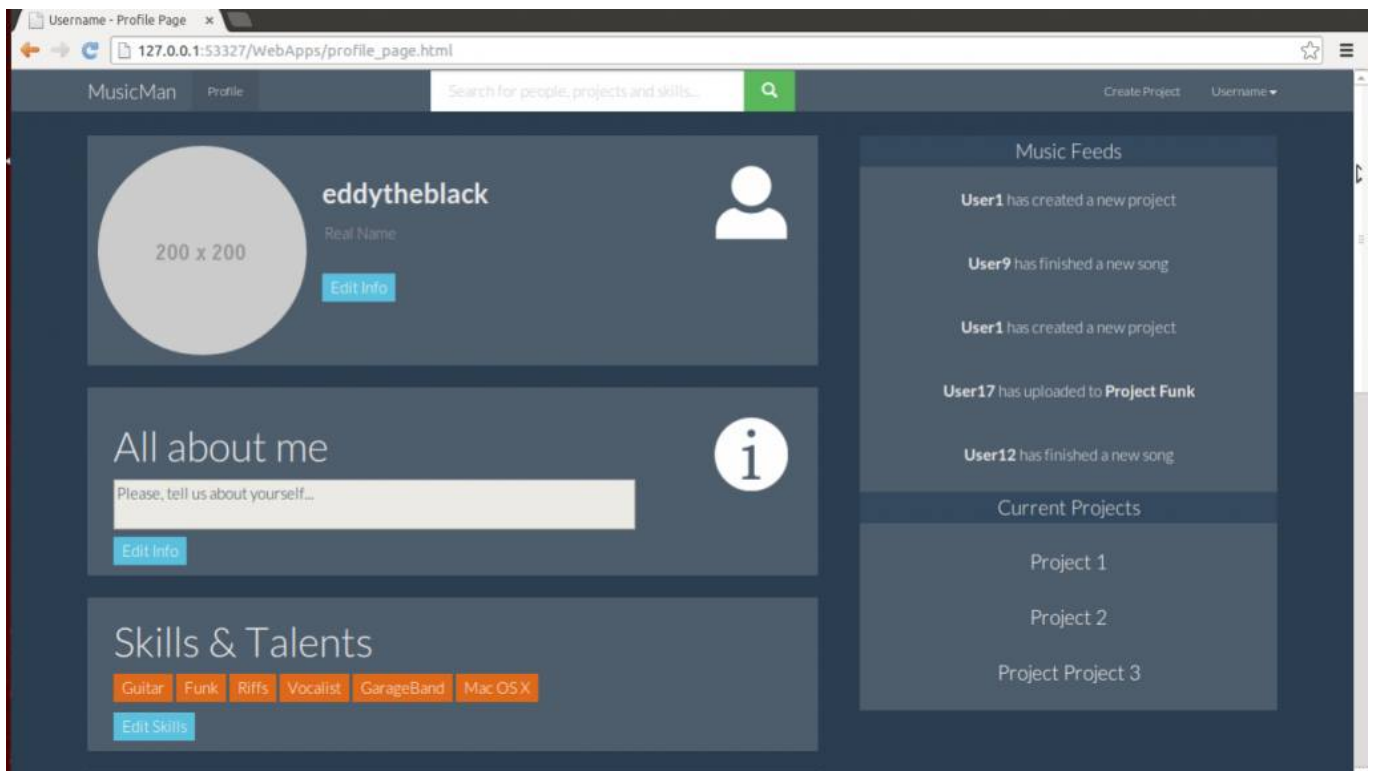 Username - Profile Page
127.0.0.1:53327/WebApps/profile_page.html
MusicMan Profile Search for people, projects and skills... Create Project Username
200 x 200
eddytheblack
Real Name
Edit Info
All about me
i
Please, tell us about yourself...
Edit Info
Skills & Talents
Guitar Funk Riffs Vocalist GarageBand Mac OS X
Edit Skills
Music Feeds
User1 has created a new project
User9 has finished a new song
User1 has created a new project
User17 has uploaded to Project Funk
User12 has finished a new song
Current Projects
Project 1
Project 2
Project Project 3